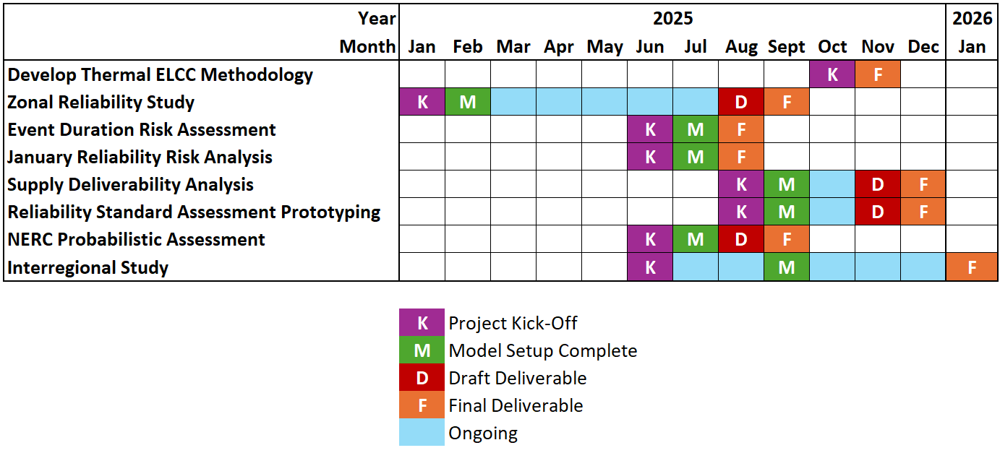 Year 2025 2026
Month Jan Feb Mar Apr May Jun Jul Aug Sept Oct Nov Dec Jan
Develop Thermal ELCC Methodology K F
Zonal Reliability Study K M D F
Event Duration Risk Assessment K M F
January Reliability Risk Analysis K M F
Supply Deliverability Analysis K M D F
Reliability Standard Assessment Prototyping K M D F
NERC Probabilistic Assessment K M D F
Interregional Study K M F
K Project Kick-Off
M Model Setup Complete
D Draft Deliverable
F Final Deliverable
Ongoing